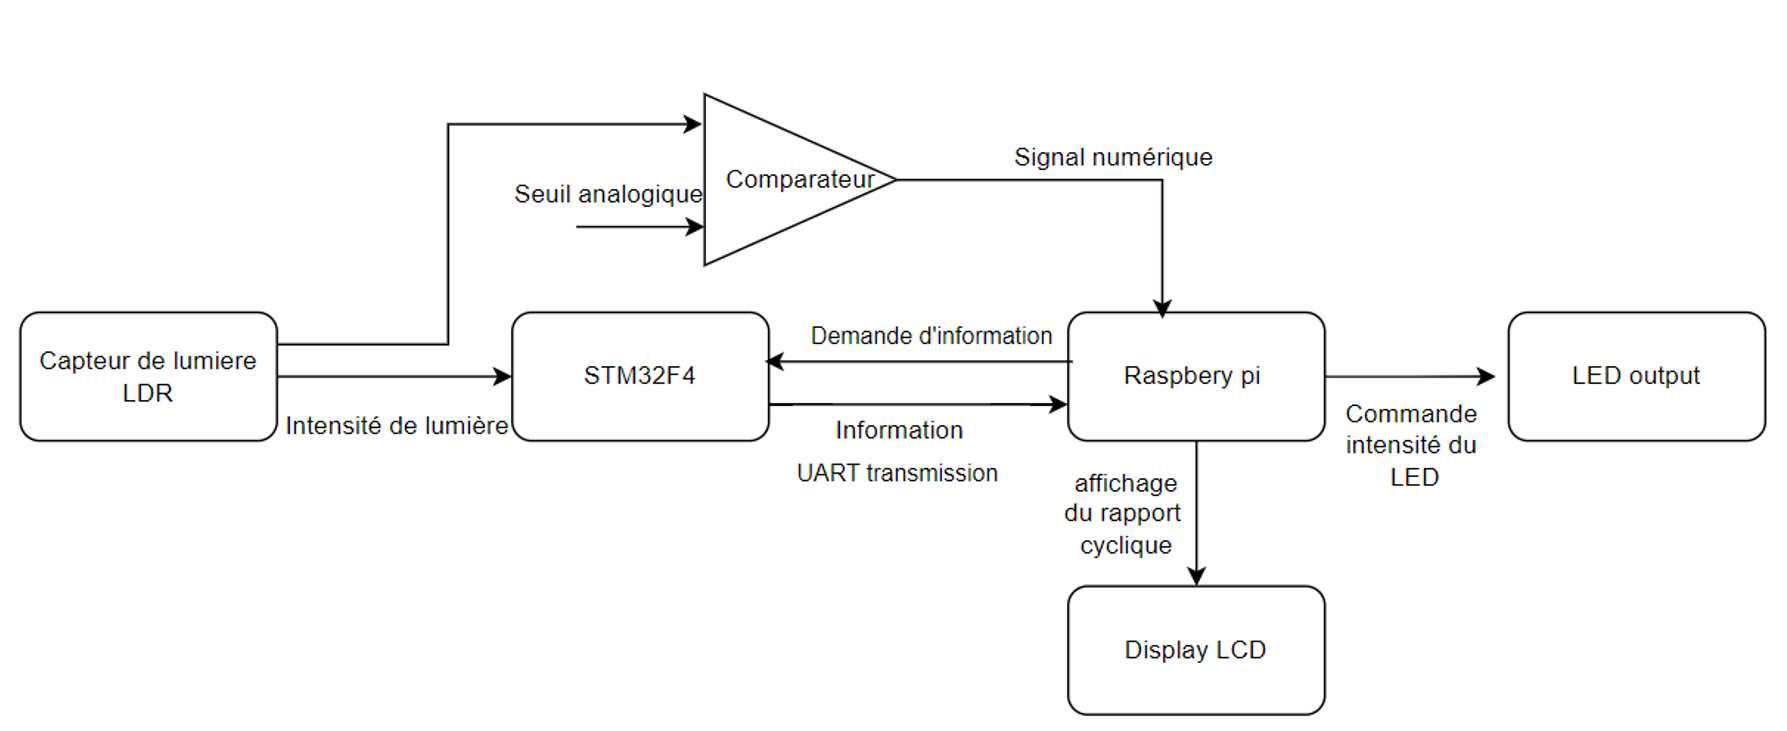 Signal numérique
Comparateur
Seuil analogique
Capteur de lumiere
LDR
Intensité de lumière
STM32F4
Demande d'information
Information
UART transmission
Raspbery pi
Commande
intensité du
LED
LED output
affichage
du rapport
cyclique
Display LCD